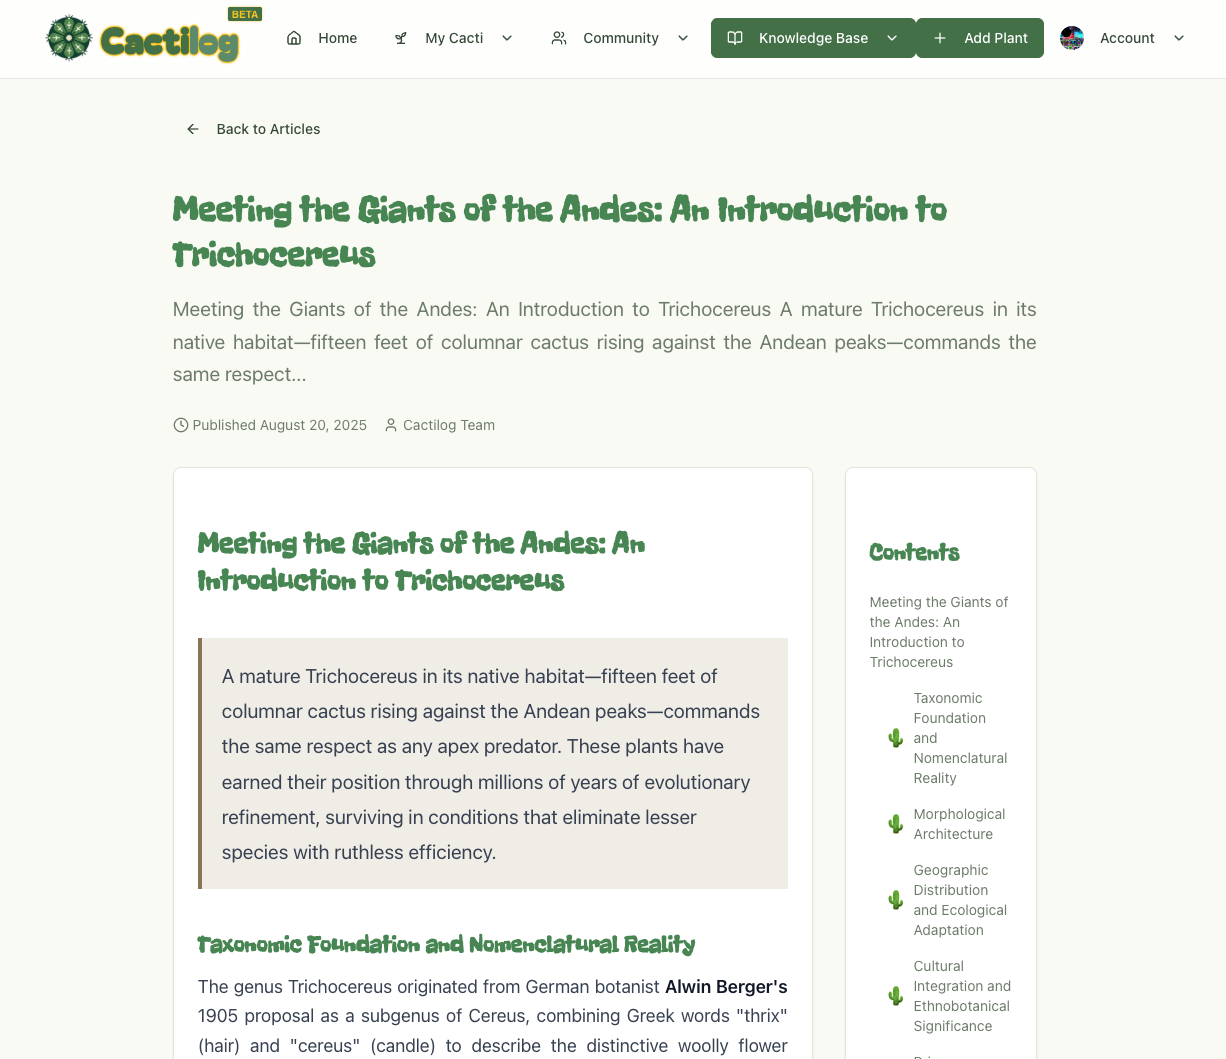 Cactilog BETA
Home
My Cacti
Community
Knowledge Base
Add Plant
Account
Back to Articles
Meeting the Giants of the Andes: An Introduction to
Trichocereus
Meeting the Giants of the Andes: An Introduction to Trichocereus A mature Trichocereus in its
native habitat—fifteen feet of columnar cactus rising against the Andean peaks—commands the
same respect...
Published August 20, 2025
Cactilog Team
Meeting the Giants of the Andes: An
Introduction to Trichocereus
A mature Trichocereus in its native habitat—fifteen feet of
columnar cactus rising against the Andean peaks—commands
the same respect as any apex predator. These plants have
earned their position through millions of years of evolutionary
refinement, surviving in conditions that eliminate lesser
species with ruthless efficiency.
Taxonomic Foundation and Nomenclatural Reality
The genus Trichocereus originated from German botanist Alwin Berger's
1905 proposal as a subgenus of Cereus, combining Greek words "thrix"
(hair) and "cereus" (candle) to describe the distinctive woolly flower
Contents
Meeting the Giants of
the Andes: An
Introduction to
Trichocereus
Taxonomic
Foundation
and
Nomenclatural
Reality
Morphological
Architecture
Geographic
Distribution
and Ecological
Adaptation
Cultural
Integration and
Ethnobotanical
Significance